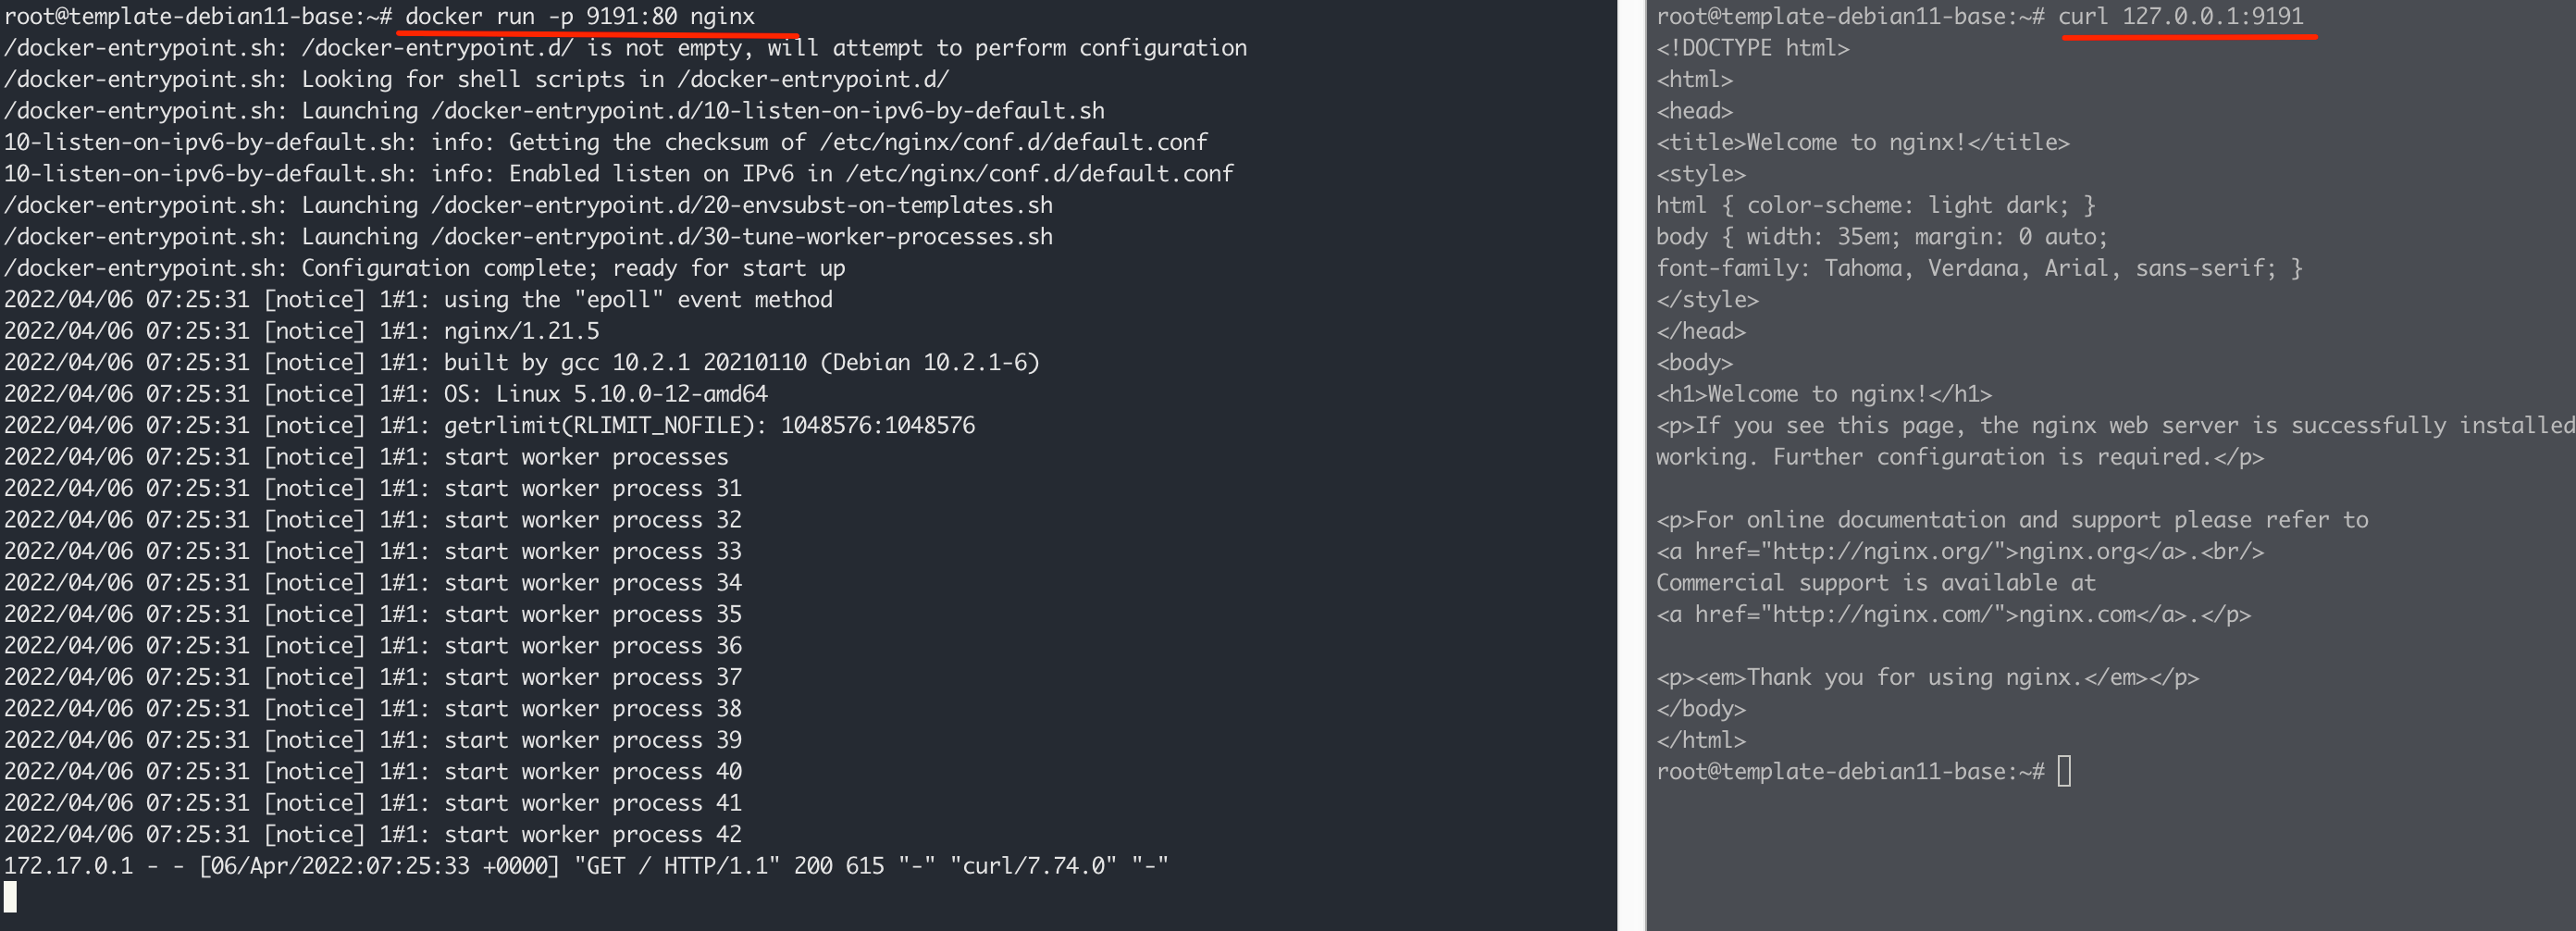 root@template-debian11-base:~# docker run -p 9191:80 nginx
/docker-entrypoint.sh: /docker-entrypoint.d/ is not empty, will attempt to perform configuration
/docker-entrypoint.sh: Looking for shell scripts in /docker-entrypoint.d/
/docker-entrypoint.sh: Launching /docker-entrypoint.d/10-listen-on-ipv6-by-default.sh
10-listen-on-ipv6-by-default.sh: info: Getting the checksum of /etc/nginx/conf.d/default.conf
10-listen-on-ipv6-by-default.sh: info: Enabled listen on IPv6 in /etc/nginx/conf.d/default.conf
/docker-entrypoint.sh: Launching /docker-entrypoint.d/20-envsubst-on-templates.sh
/docker-entrypoint.sh: Launching /docker-entrypoint.d/30-tune-worker-processes.sh
/docker-entrypoint.sh: Configuration complete; ready for start up
2022/04/06 07:25:31 [notice] 1#1: using the "epoll" event method
2022/04/06 07:25:31 [notice] 1#1: nginx/1.21.5
2022/04/06 07:25:31 [notice] 1#1: built by gcc 10.2.1 20210110 (Debian 10.2.1-6)
2022/04/06 07:25:31 [notice] 1#1: OS: Linux 5.10.0-12-amd64
2022/04/06 07:25:31 [notice] 1#1: getrlimit(RLIMIT_NOFILE): 1048576:1048576
2022/04/06 07:25:31 [notice] 1#1: start worker processes
2022/04/06 07:25:31 [notice] 1#1: start worker process 31
2022/04/06 07:25:31 [notice] 1#1: start worker process 32
2022/04/06 07:25:31 [notice] 1#1: start worker process 33
2022/04/06 07:25:31 [notice] 1#1: start worker process 34
2022/04/06 07:25:31 [notice] 1#1: start worker process 35
2022/04/06 07:25:31 [notice] 1#1: start worker process 36
2022/04/06 07:25:31 [notice] 1#1: start worker process 37
2022/04/06 07:25:31 [notice] 1#1: start worker process 38
2022/04/06 07:25:31 [notice] 1#1: start worker process 39
2022/04/06 07:25:31 [notice] 1#1: start worker process 40
2022/04/06 07:25:31 [notice] 1#1: start worker process 41
2022/04/06 07:25:31 [notice] 1#1: start worker process 42
172.17.0.1 - - [06/Apr/2022:07:25:33 +0000] "GET / HTTP/1.1" 200 615 "-" "curl/7.74.0" "-"
root@template-debian11-base:~# curl 127.0.0.1:9191
<!DOCTYPE html>
<html>
<head>
<title>Welcome to nginx!</title>
<style>
html { color-scheme: light dark; }
body { width: 35em; margin: 0 auto;
font-family: Tahoma, Verdana, Arial, sans-serif; }
</style>
</head>
<body>
<h1>Welcome to nginx!</h1>
<p>If you see this page, the nginx web server is successfully installed
working. Further configuration is required.</p>
<p>For online documentation and support please refer to
<a href="http://nginx.org/">nginx.org</a>.<br/>
Commercial support is available at
<a href="http://nginx.com/">nginx.com</a>.</p>
<p><em>Thank you for using nginx.</em></p>
</body>
</html>
root@template-debian11-base:~#